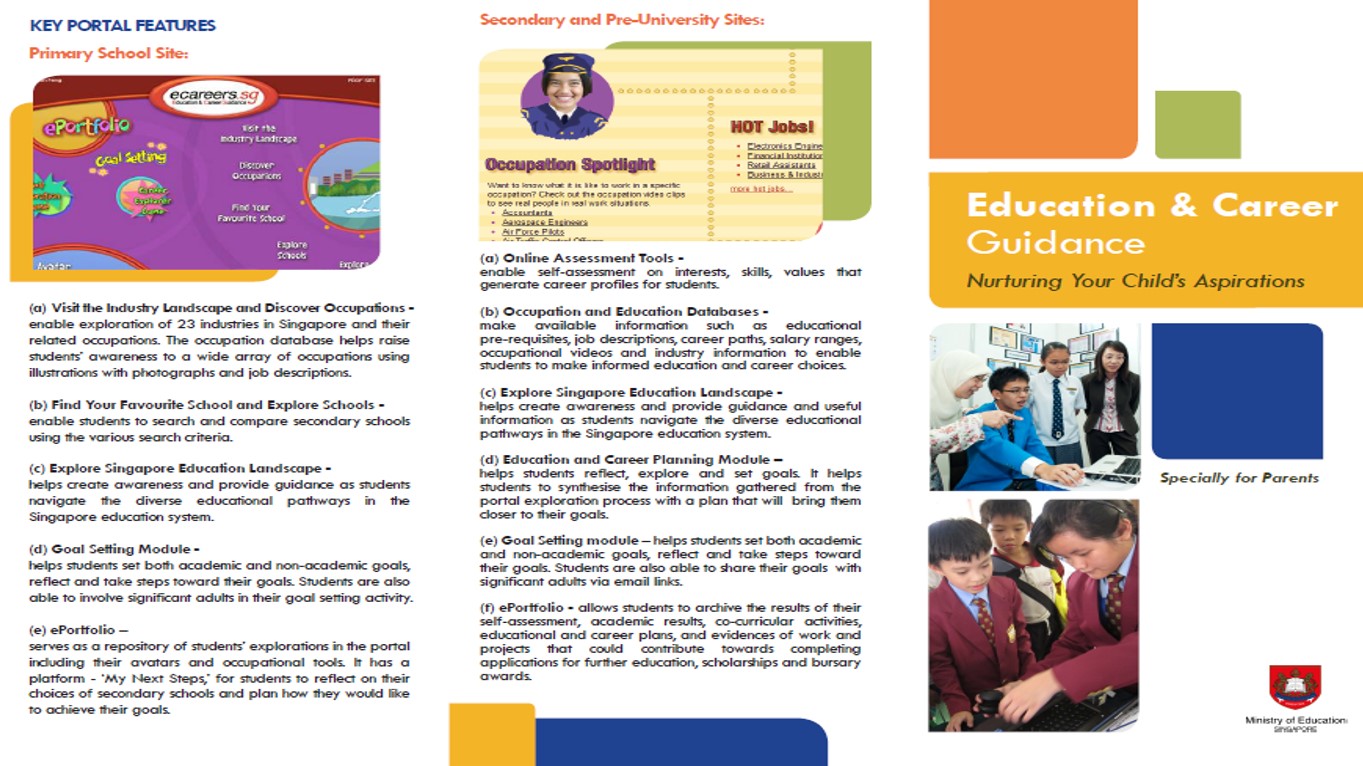 KEY PORTAL FEATURES
Primary School Site:
ecareers.sg
Education & Career Guidance
ePortfolio
Goal Setting
Visit the
Industry Landscape
Discover
Occupations
Career
Explorer
Game
Find Your
Favourite School
Explore
Schools
Avatar
Explore
(a) Visit the Industry Landscape and Discover Occupations -
enable exploration of 23 industries in Singapore and their
related occupations. The occupation database helps raise
students' awareness to a wide array of occupations using
illustrations with photographs and job descriptions.
(b) Find Your Favourite School and Explore Schools -
enable students to search and compare secondary schools
using the various search criteria.
(c) Explore Singapore Education Landscape -
helps create awareness and provide guidance as students
navigate the diverse educational pathways in the
Singapore education system.
(d) Goal Setting Module -
helps students set both academic and non-academic goals,
reflect and take steps toward their goals. Students are also
able to involve significant adults in their goal setting activity.
(e) ePortfolio –
serves as a repository of students' explorations in the portal
including their avatars and occupational tools. It has a
platform - 'My Next Steps,' for students to reflect on their
choices of secondary schools and plan how they would like
to achieve their goals.
Secondary and Pre-University Sites:
HOT Jobs!
Electronics Engine
Financial Institution
Retail Assistants
Business & Industr
more hot jobs...
Occupation Spotlight
Want to know what it is like to work in a specific
occupation? Check out the occupation video clips
to see real people in real work situations.
Accountants
Aerospace Engineers
Air Force Pilots
Air Traffic Control Officers
(a) Online Assessment Tools -
enable self-assessment on interests, skills, values that
generate career profiles for students.
(b) Occupation and Education Databases -
make available information such as educational
pre-requisites, job descriptions, career paths, salary ranges,
occupational videos and industry information to enable
students to make informed education and career choices.
(c) Explore Singapore Education Landscape -
helps create awareness and provide guidance and useful
information as students navigate the diverse educational
pathways in the Singapore education system.
(d) Education and Career Planning Module –
helps students reflect, explore and set goals. It helps
students to synthesise the information gathered from the
portal exploration process with a plan that will bring them
closer to their goals.
(e) Goal Setting module – helps students set both academic
and non-academic goals, reflect and take steps toward
their goals. Students are also able to share their goals with
significant adults via email links.
(f) ePortfolio - allows students to archive the results of their
self-assessment, academic results, co-curricular activities,
educational and career plans, and evidences of work and
projects that could contribute towards completing
applications for further education, scholarships and bursary
awards.
Education & Career
Guidance
Nurturing Your Child's Aspirations
Specially for Parents
Ministry of Education
SINGAPORE